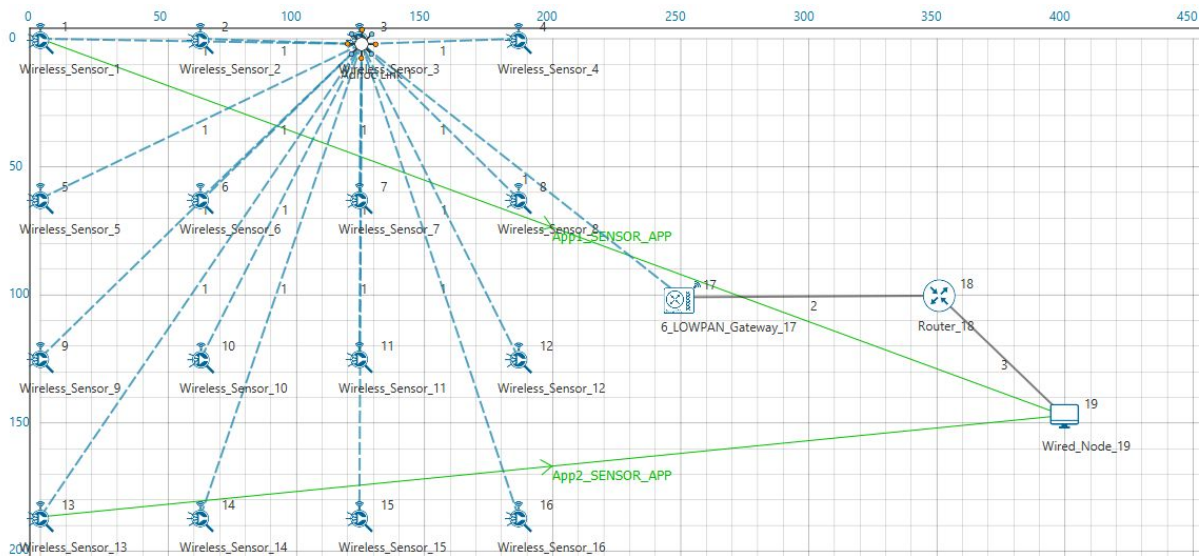 0 50 100 150 200 250 300 350 400 450
0
1 2 3 4
Wireless_Sensor_1 Wireless_Sensor_2 Wireless_Sensor_3 Wireless_Sensor_4
1 1 1
1 1 1 1
50
5 6 7 1 8
Wireless_Sensor_5 Wireless_Sensor_6 Wireless_Sensor_7 Wireless_Sensor_8
1 1 1
App1_SENSOR_APP
100
1 1 1
17 18
2
6_LOWPAN_Gateway_17 Router_18
9 10 11 12
Wireless_Sensor_9 Wireless_Sensor_10 Wireless_Sensor_11 Wireless_Sensor_12
3
19
150
Wired_Node_19
App2_SENSOR_APP
13 14 15 16
Wireless_Sensor_13 Wireless_Sensor_14 Wireless_Sensor_15 Wireless_Sensor_16
200